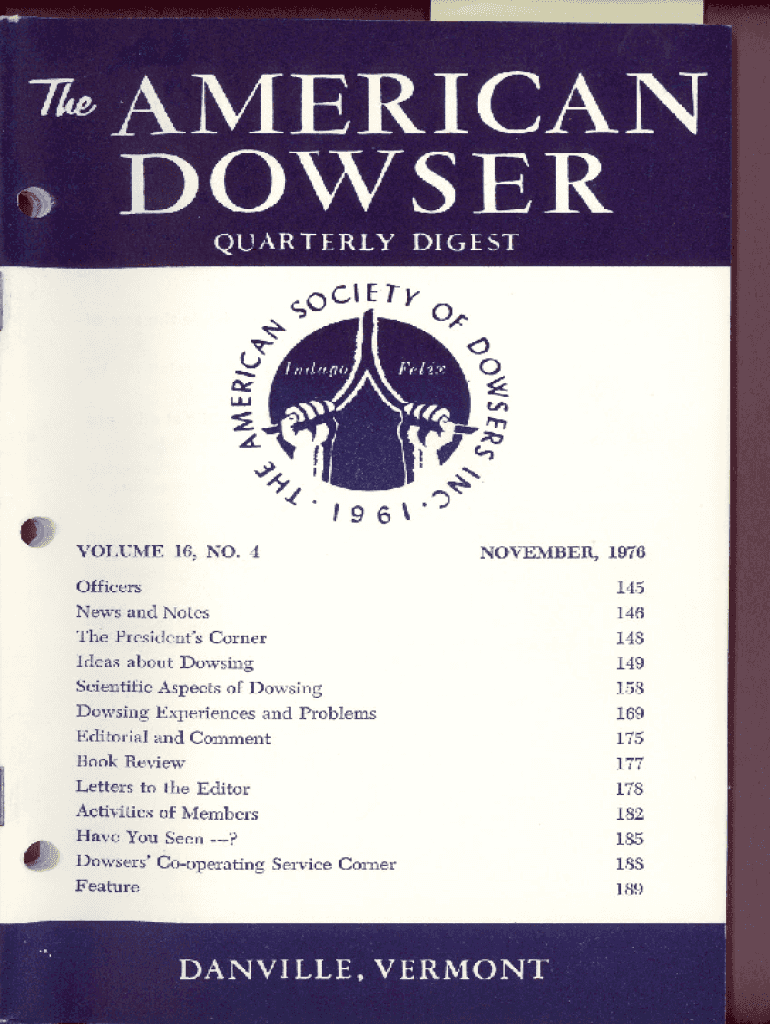 The AMERICAN
DOWSER
QUARTERLY DIGEST
THE AMERICAN SOCIETY OF DOWSERS INC. 1961
Indago Felix
VOLUME 16, NO. 4 NOVEMBER, 1976
Officers 145
News and Notes 146
The President's Corner 148
Ideas about Dowsing 149
Scientific Aspects of Dowsing 158
Dowsing Experiences and Problems 169
Editorial and Comment 175
Book Review 177
Letters to the Editor 178
Activities of Members 182
Have You Seen ---? 185
Dowsers' Co-operating Service Corner 188
Feature 189
DANVILLE, VERMONT